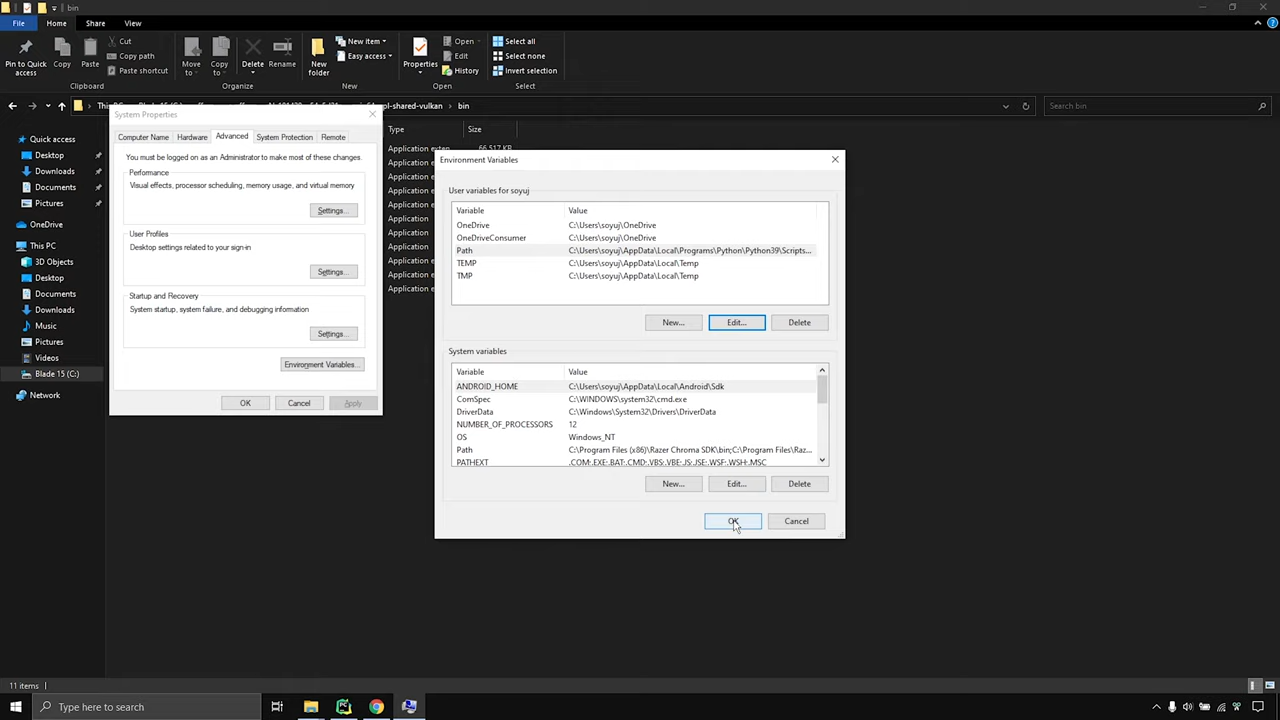 bin
File
Home
Share
View
Pin to Quick access
Copy
Paste
Cut
Copy path
Paste shortcut
Move to
Copy to
Delete
Rename
New folder
New item
Easy access
Properties
Open
Edit
History
Select all
Select none
Invert selection
Clipboard
Organize
New
Open
Select
bin
Search bin
Quick access
Desktop
Downloads
Documents
Pictures
OneDrive
This PC
3D Objects
Desktop
Documents
Downloads
Music
Pictures
Videos
Blade 15 (C:)
Network
Type
Size
Application exten
66,517 KB
Application
Application
Application
Application
System Properties
Computer Name
Hardware
Advanced
System Protection
Remote
You must be logged on as an Administrator to make most of these changes.
Performance
Visual effects, processor scheduling, memory usage, and virtual memory
Settings...
User Profiles
Desktop settings related to your sign-in
Settings...
Startup and Recovery
System startup, system failure, and debugging information
Settings...
Environment Variables...
OK
Cancel
Apply
Environment Variables
User variables for soyuj
Variable Value
OneDrive C:\Users\soyuj\OneDrive
OneDriveConsumer C:\Users\soyuj\OneDrive
Path C:\Users\soyuj\AppData\Local\Programs\Python\Python39\Scripts...
TEMP C:\Users\soyuj\AppData\Local\Temp
TMP C:\Users\soyuj\AppData\Local\Temp
New...
Edit...
Delete
System variables
Variable Value
ANDROID_HOME C:\Users\soyuj\AppData\Local\Android\Sdk
ComSpec C:\WINDOWS\system32\cmd.exe
DriverData C:\Windows\System32\Drivers\DriverData
NUMBER_OF_PROCESSORS 12
OS Windows_NT
Path C:\Program Files (x86)\Razer Chroma SDK\bin;C:\Program Files\Raz...
PATHEXT .COM;.EXE;.BAT;.CMD;.VBS;.VBE;.JS;.JSE;.WSF;.WSH;.MSC
New...
Edit...
Delete
OK
Cancel
11 items
Type here to search